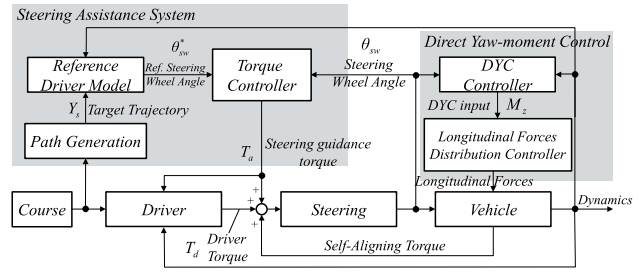 Steering Assistance System
θ*sw
θsw
Direct Yaw-moment Control
Reference
Driver Model
Ref. Steering
Wheel Angle
Torque
Controller
Steering
Wheel Angle
DYC
Controller
Ys Target Trajectory
DYC input Mz
Path Generation
Ta
Steering guidance
torque
Longitudinal Forces
Distribution Controller
Longitudinal Forces
Course
Driver
+
+
+
Steering
Vehicle
Dynamics
Td
Driver
Torque
Self-Aligning Torque